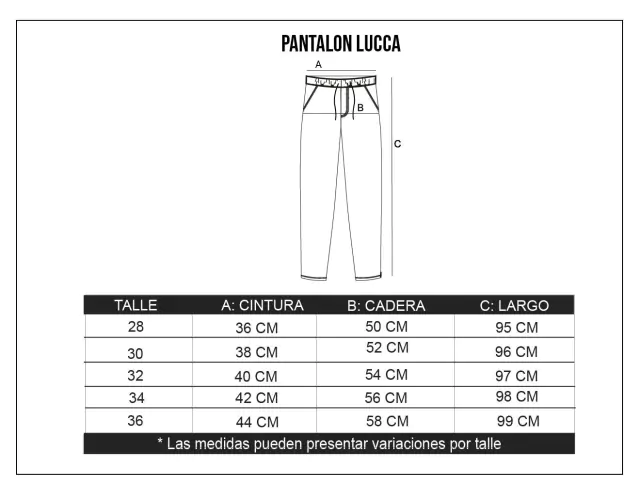 PANTALON LUCCA
A
B
C
TALLE A: CINTURA B: CADERA C: LARGO
28 36 CM 50 CM 95 CM
30 38 CM 52 CM 96 CM
32 40 CM 54 CM 97 CM
34 42 CM 56 CM 98 CM
36 44 CM 58 CM 99 CM
* Las medidas pueden presentar variaciones por talle